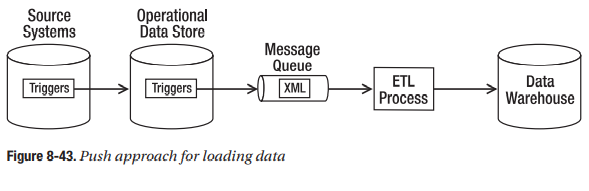 Source
Systems
Operational
Data Store
Message
Queue
Triggers
Triggers
XML
ETL
Process
Data
Warehouse
Figure 8-43. Push approach for loading data